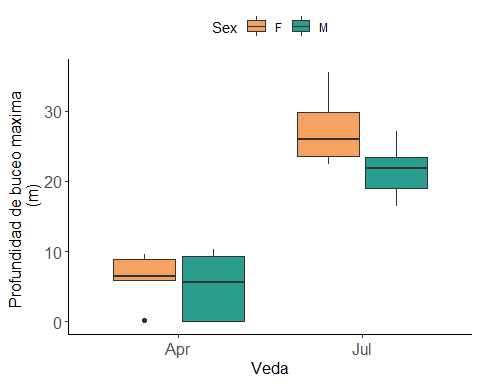 Sex F M
Profundidad de buceo maxima
(m)
30
20
10
0
Apr Jul
Veda